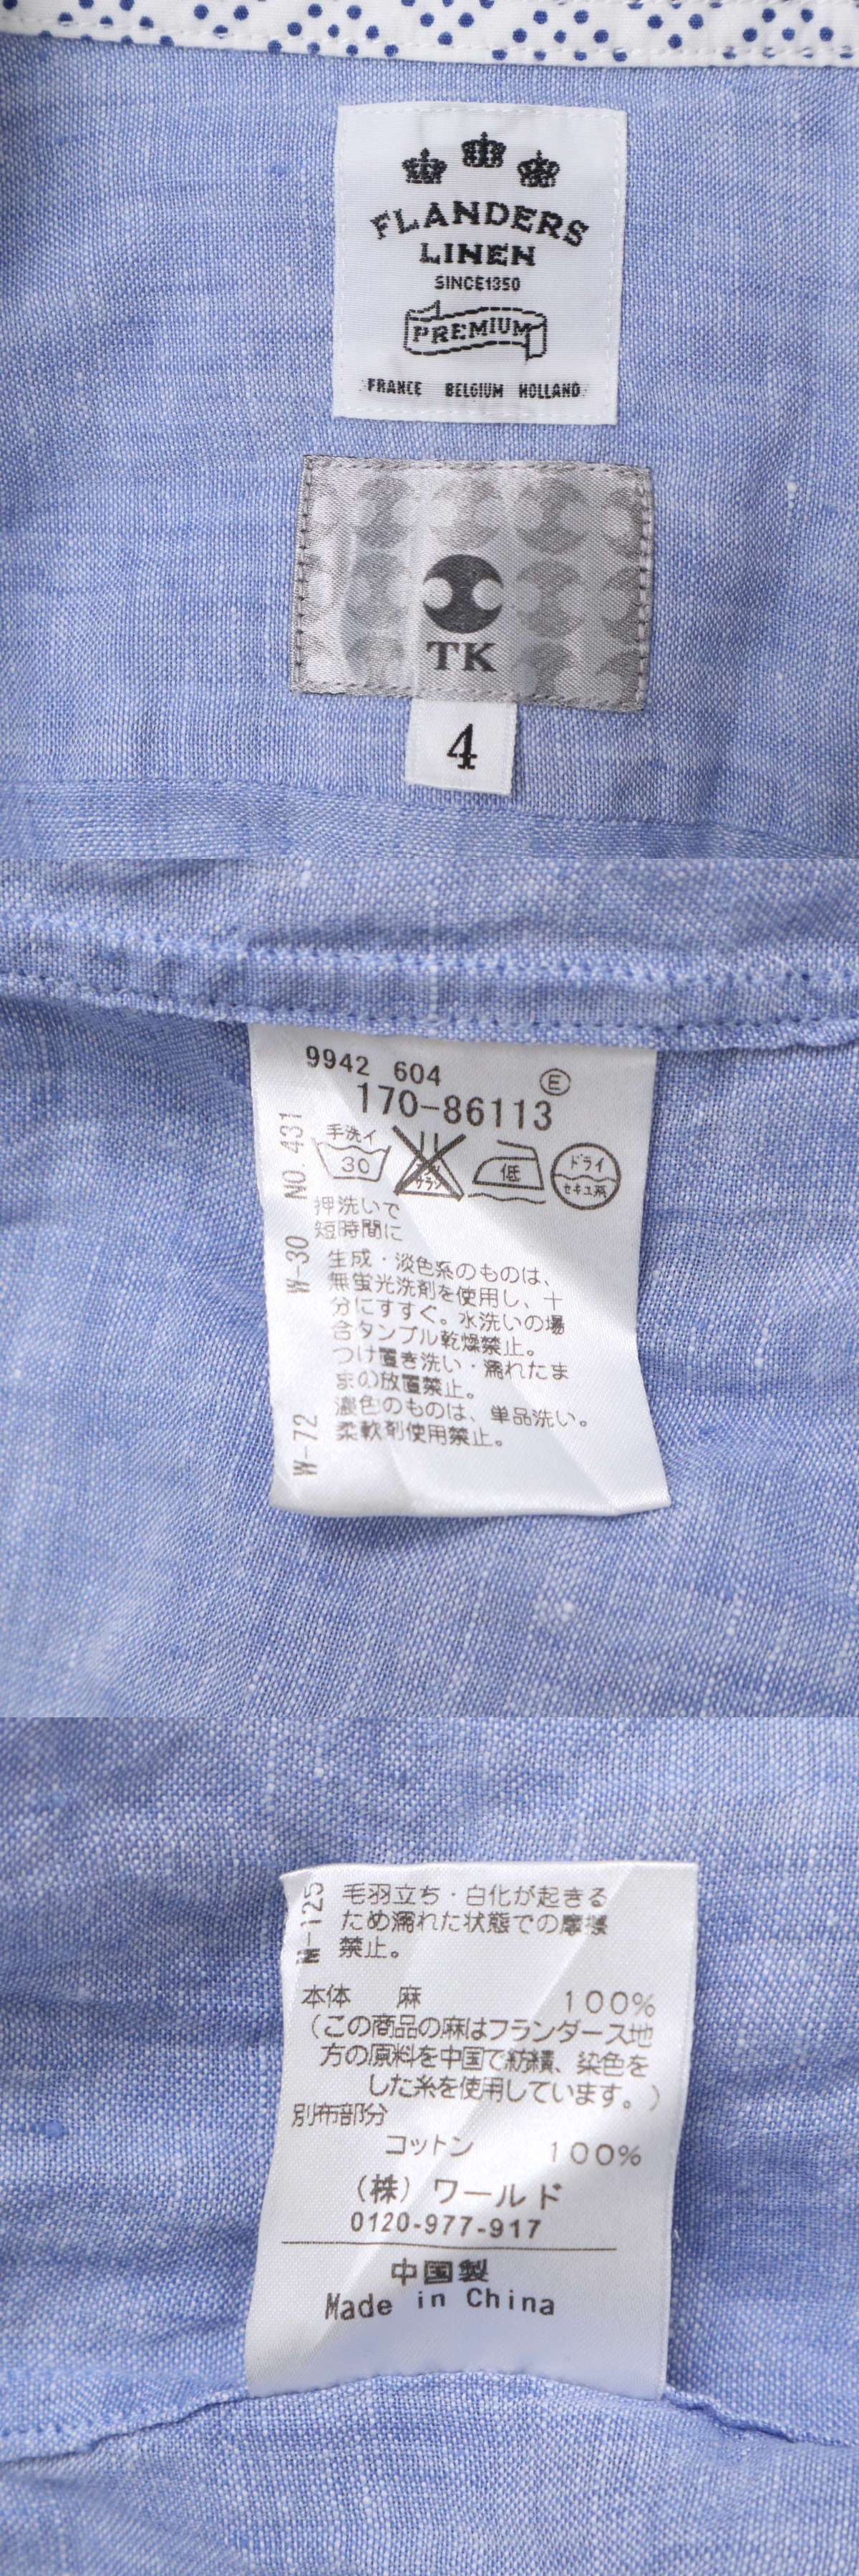 FLANDERS
LINEN
SINCE1350
PREMIUM
FRANCE BELGIUM HOLLAND
TK
4
9942 604
Ⓔ
170-86113
NO. 431
W-30
W-72
手洗イ
30
低
ドライ
セキユ系
押洗いで
短時間に
生成・淡色系のものは、
無蛍光洗剤を使用し、十
分にすすぐ。水洗いの場
合タンブル乾燥禁止。
つけ置き洗い・濡れたま
まの放置禁止。
濃色のものは、単品洗い。
柔軟剤使用禁止。
W-125
毛羽立ち・白化が起きる
ため濡れた状態での摩擦
禁止。
本体 麻 100%
(この商品の麻はフランダース地
方の原料を中国で紡績、染色を
した糸を使用しています。)
別布部分
コットン 100%
(株)ワールド
0120-977-917
中国製
Made in China